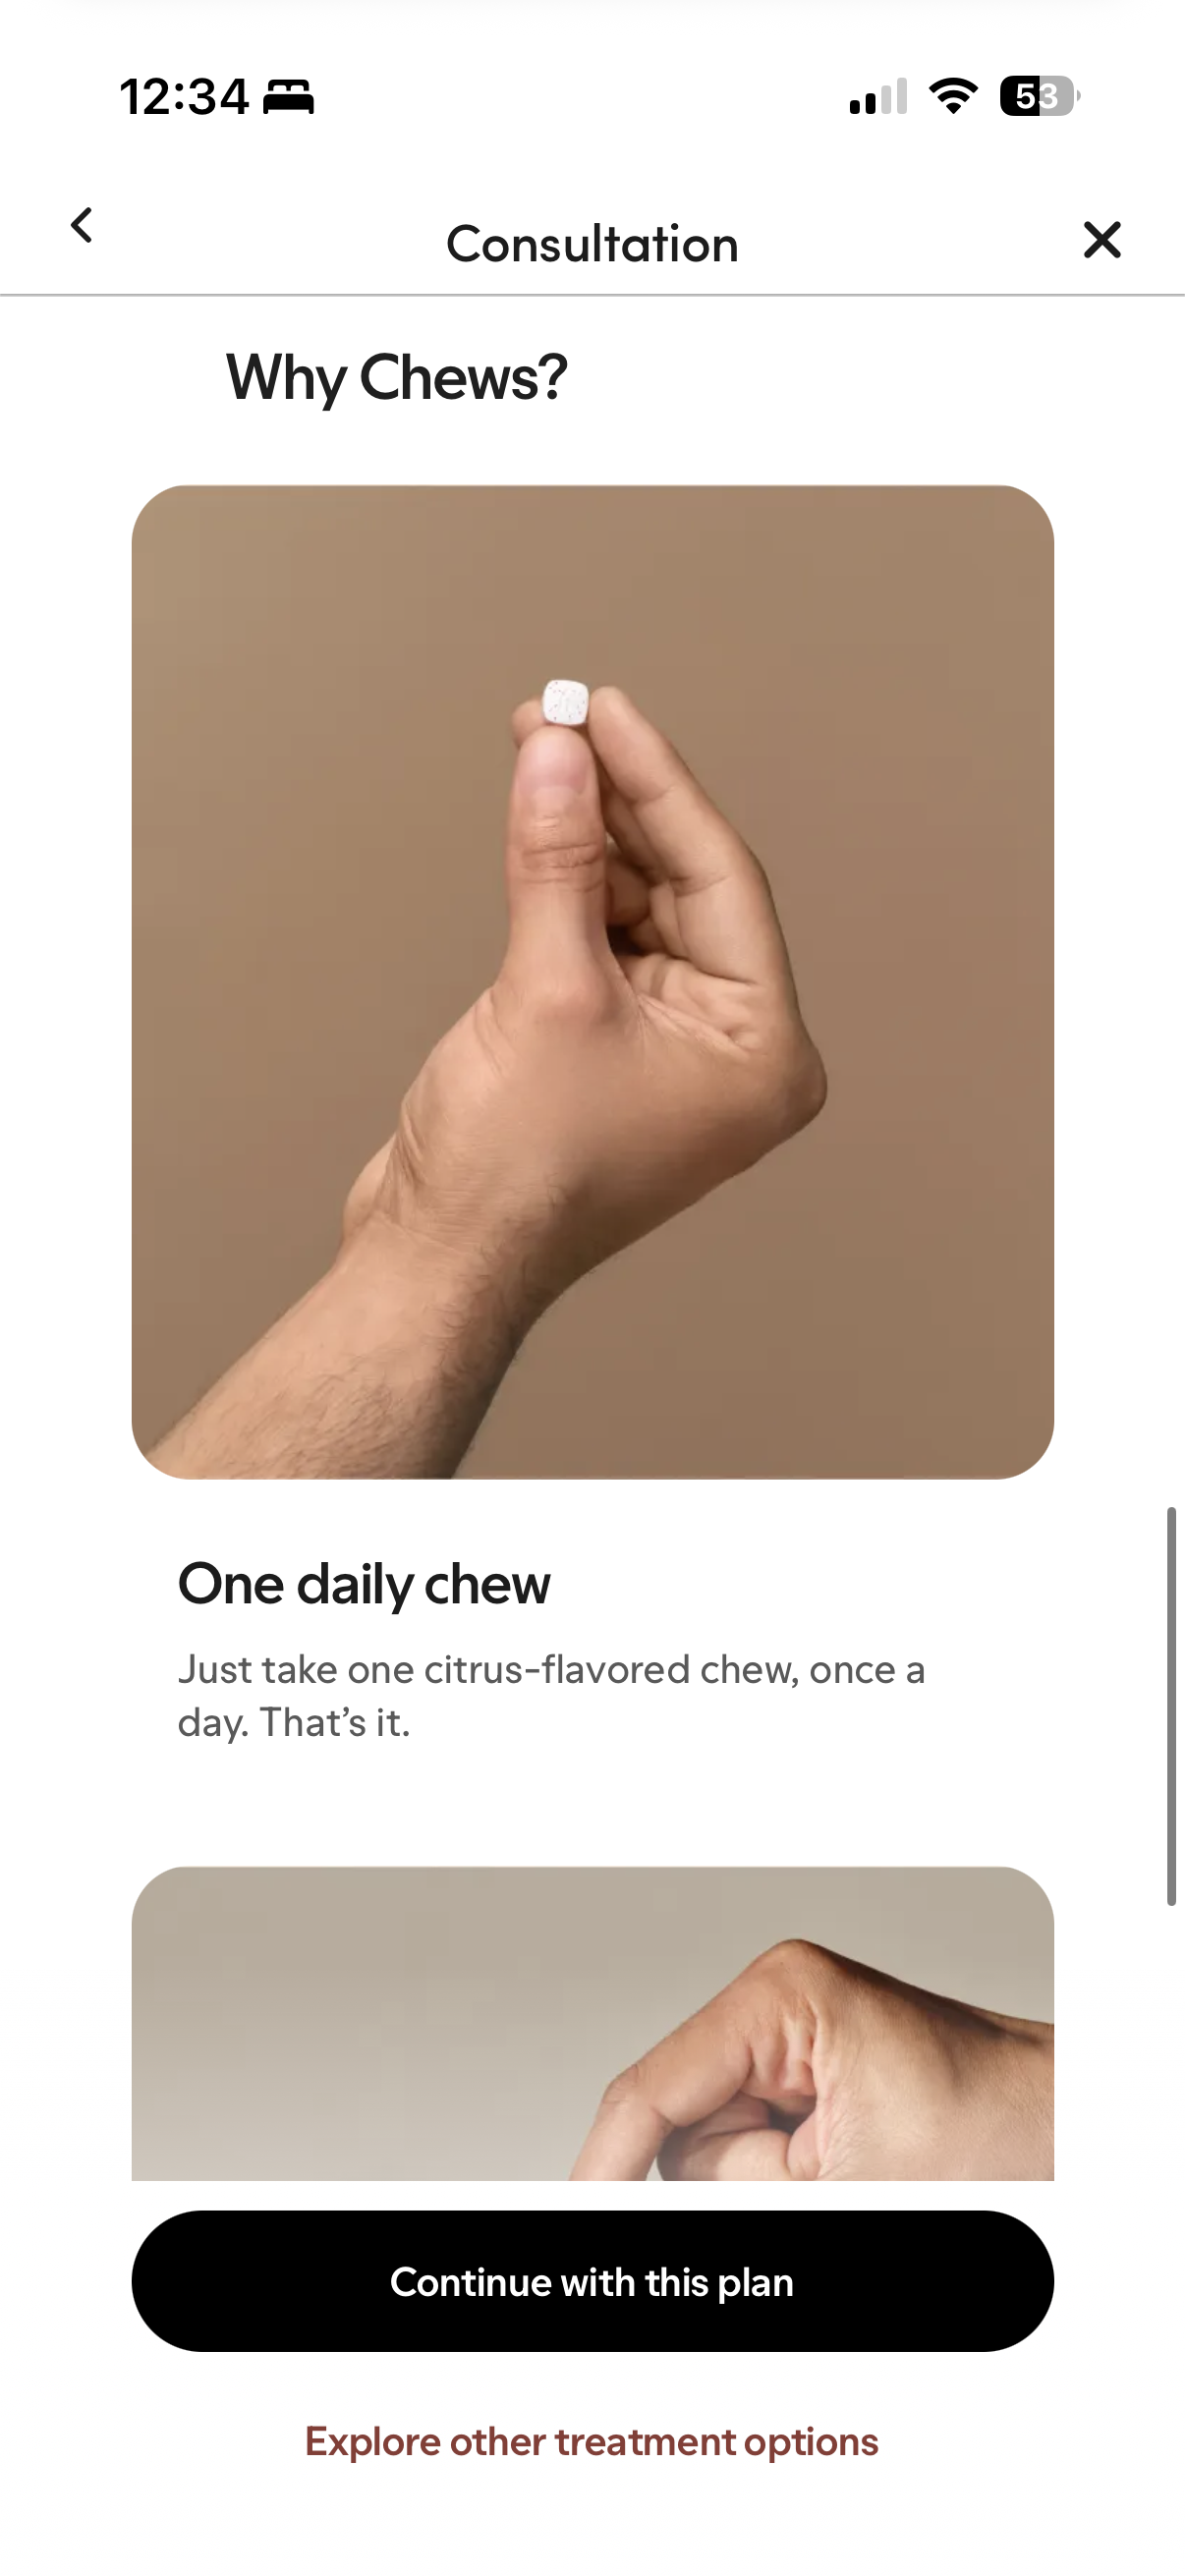 12:34
53
Consultation
Why Chews?
One daily chew
Just take one citrus-flavored chew, once a
day. That’s it.
Continue with this plan
Explore other treatment options